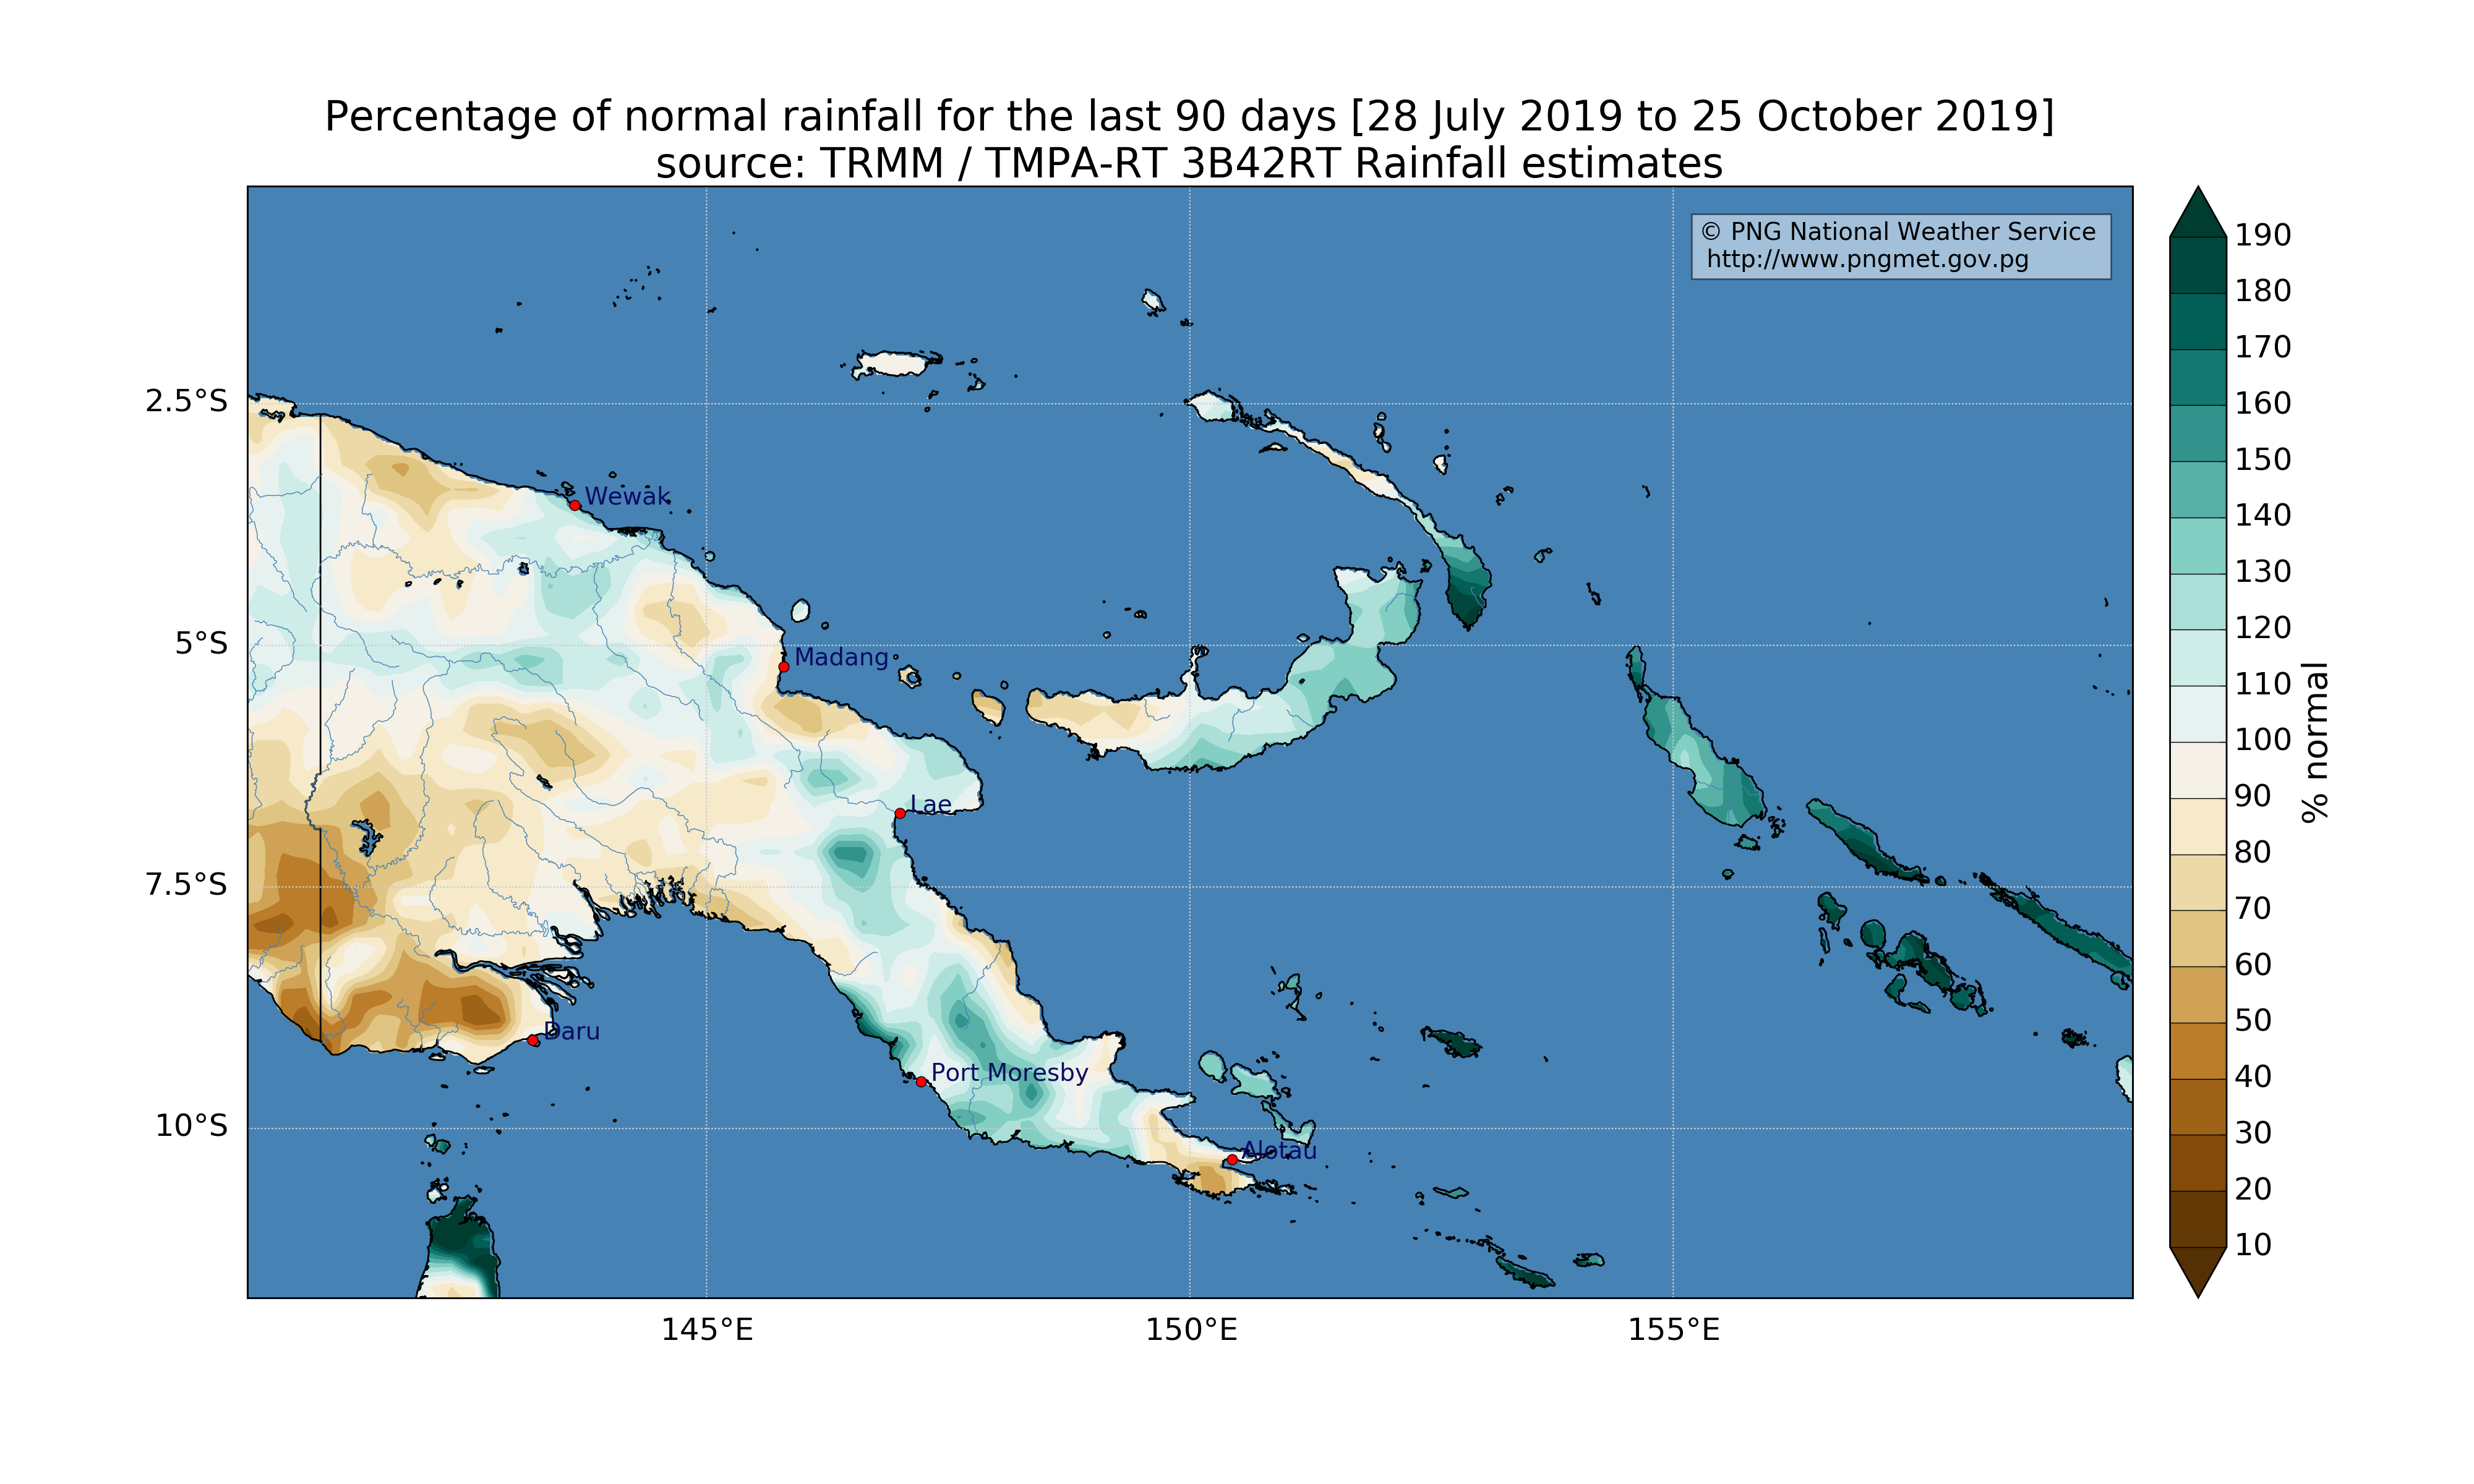 Percentage of normal rainfall for the last 90 days [28 July 2019 to 25 October 2019]
source: TRMM / TMPA-RT 3B42RT Rainfall estimates
© PNG National Weather Service
http://www.pngmet.gov.pg
2.5°S
5°S
7.5°S
10°S
Wewak
Madang
Lae
Daru
Port Moresby
Alotau
145°E
150°E
155°E
190
180
170
160
150
140
130
120
110
100
90
80
70
60
50
40
30
20
10
% normal